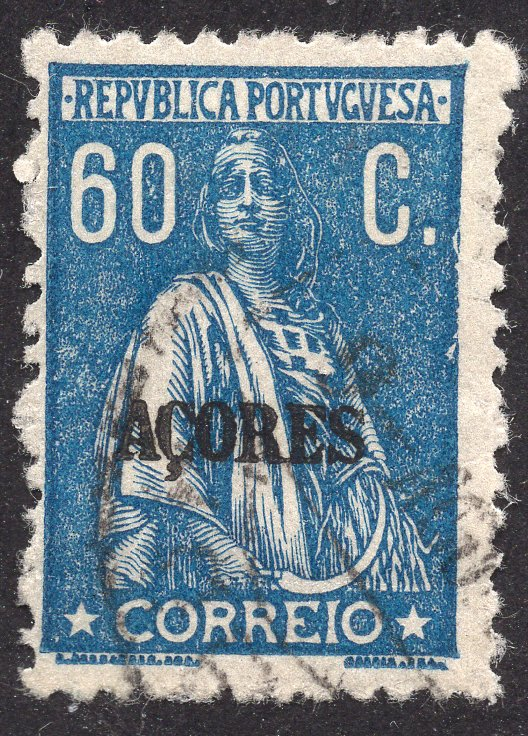 ·REPVBLICA PORTVGVESA·
60 C.
AÇORES
CORREIO